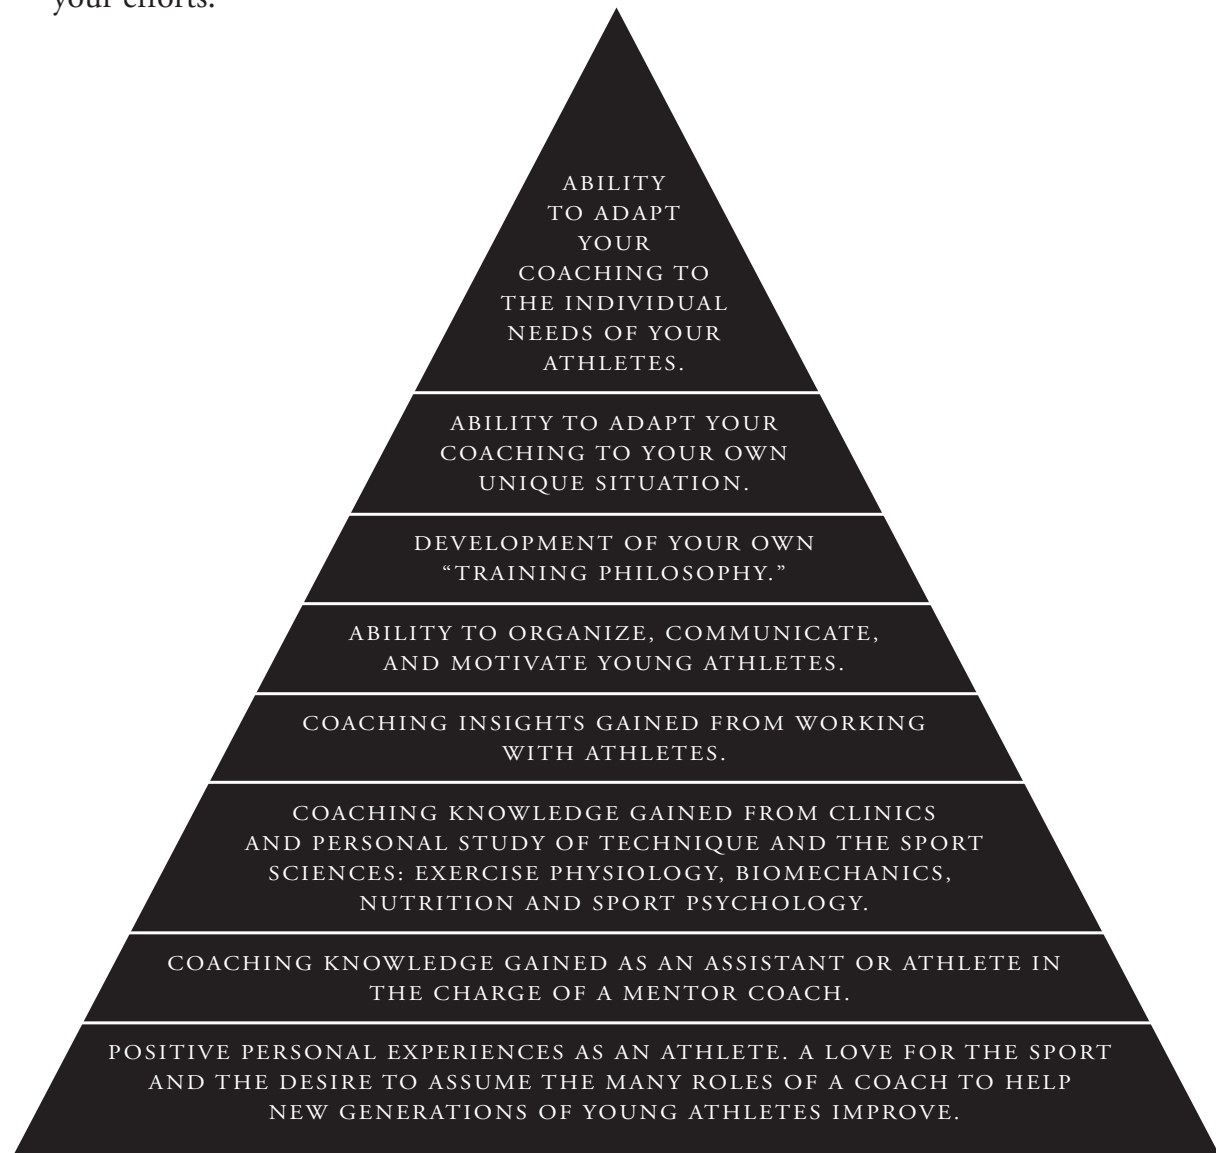 your efforts.
ABILITY
TO ADAPT
YOUR
COACHING TO
THE INDIVIDUAL
NEEDS OF YOUR
ATHLETES.
ABILITY TO ADAPT YOUR
COACHING TO YOUR OWN
UNIQUE SITUATION.
DEVELOPMENT OF YOUR OWN
“TRAINING PHILOSOPHY.”
ABILITY TO ORGANIZE, COMMUNICATE,
AND MOTIVATE YOUNG ATHLETES.
COACHING INSIGHTS GAINED FROM WORKING
WITH ATHLETES.
COACHING KNOWLEDGE GAINED FROM CLINICS
AND PERSONAL STUDY OF TECHNIQUE AND THE SPORT
SCIENCES: EXERCISE PHYSIOLOGY, BIOMECHANICS,
NUTRITION AND SPORT PSYCHOLOGY.
COACHING KNOWLEDGE GAINED AS AN ASSISTANT OR ATHLETE IN
THE CHARGE OF A MENTOR COACH.
POSITIVE PERSONAL EXPERIENCES AS AN ATHLETE. A LOVE FOR THE SPORT
AND THE DESIRE TO ASSUME THE MANY ROLES OF A COACH TO HELP
NEW GENERATIONS OF YOUNG ATHLETES IMPROVE.